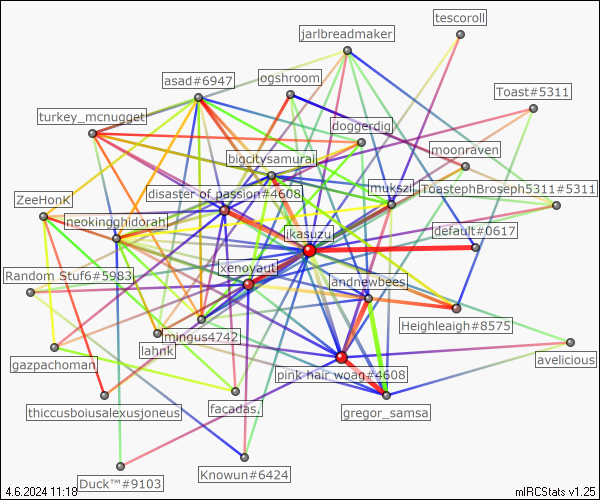 tescoroll
jarlbreadmaker
asad#6947
ogshroom
Toast#5311
turkey_mcnugget
doggerdig
moonraven
bigcitysamurai
disaster of passion#4608
mukszil
ToastephBroseph5311#5311
ZeeHonK
neokingghidorah
ikasuzu
default#0617
xenoyaut
Random Stuf6#5983
andnewbees
mingus4742
Heighleaigh#8575
lahnk
gazpachoman
avelicious
pink hair woag#4608
thiccusboiusalexusjoneus
facadas.
gregor_samsa
Duck™#9103
Knowun#6424
4.6.2024 11:18
mIRCStats v1.25